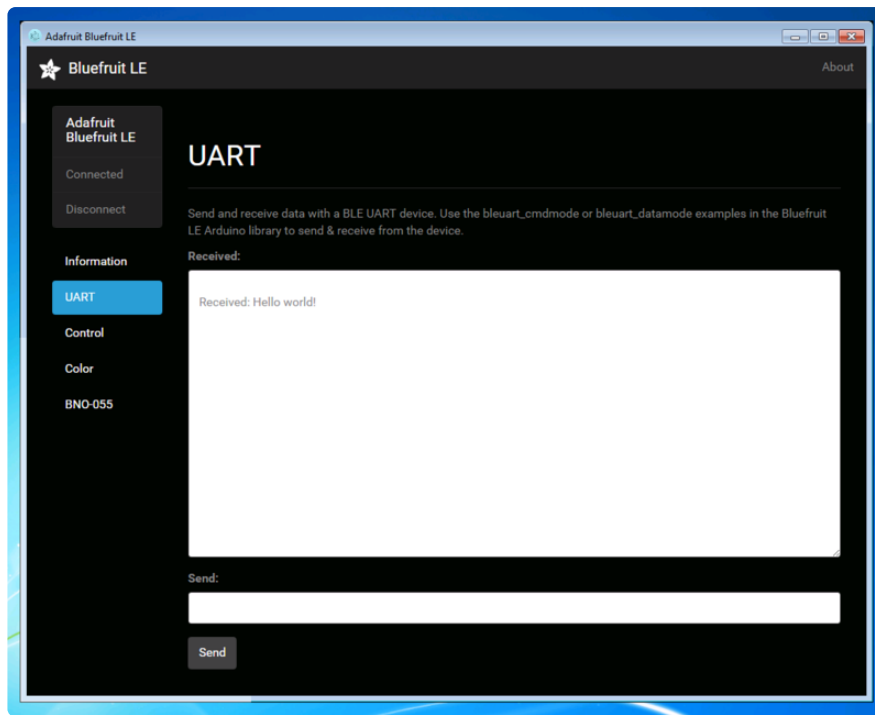 Adafruit Bluefruit LE
Bluefruit LE
About
Adafruit
Bluefruit LE
Connected
Disconnect
Information
UART
Control
Color
BNO-055
UART
Send and receive data with a BLE UART device. Use the bleuart_cmdmode or bleuart_datamode examples in the Bluefruit
LE Arduino library to send & receive from the device.
Received:
Received: Hello world!
Send:
Send